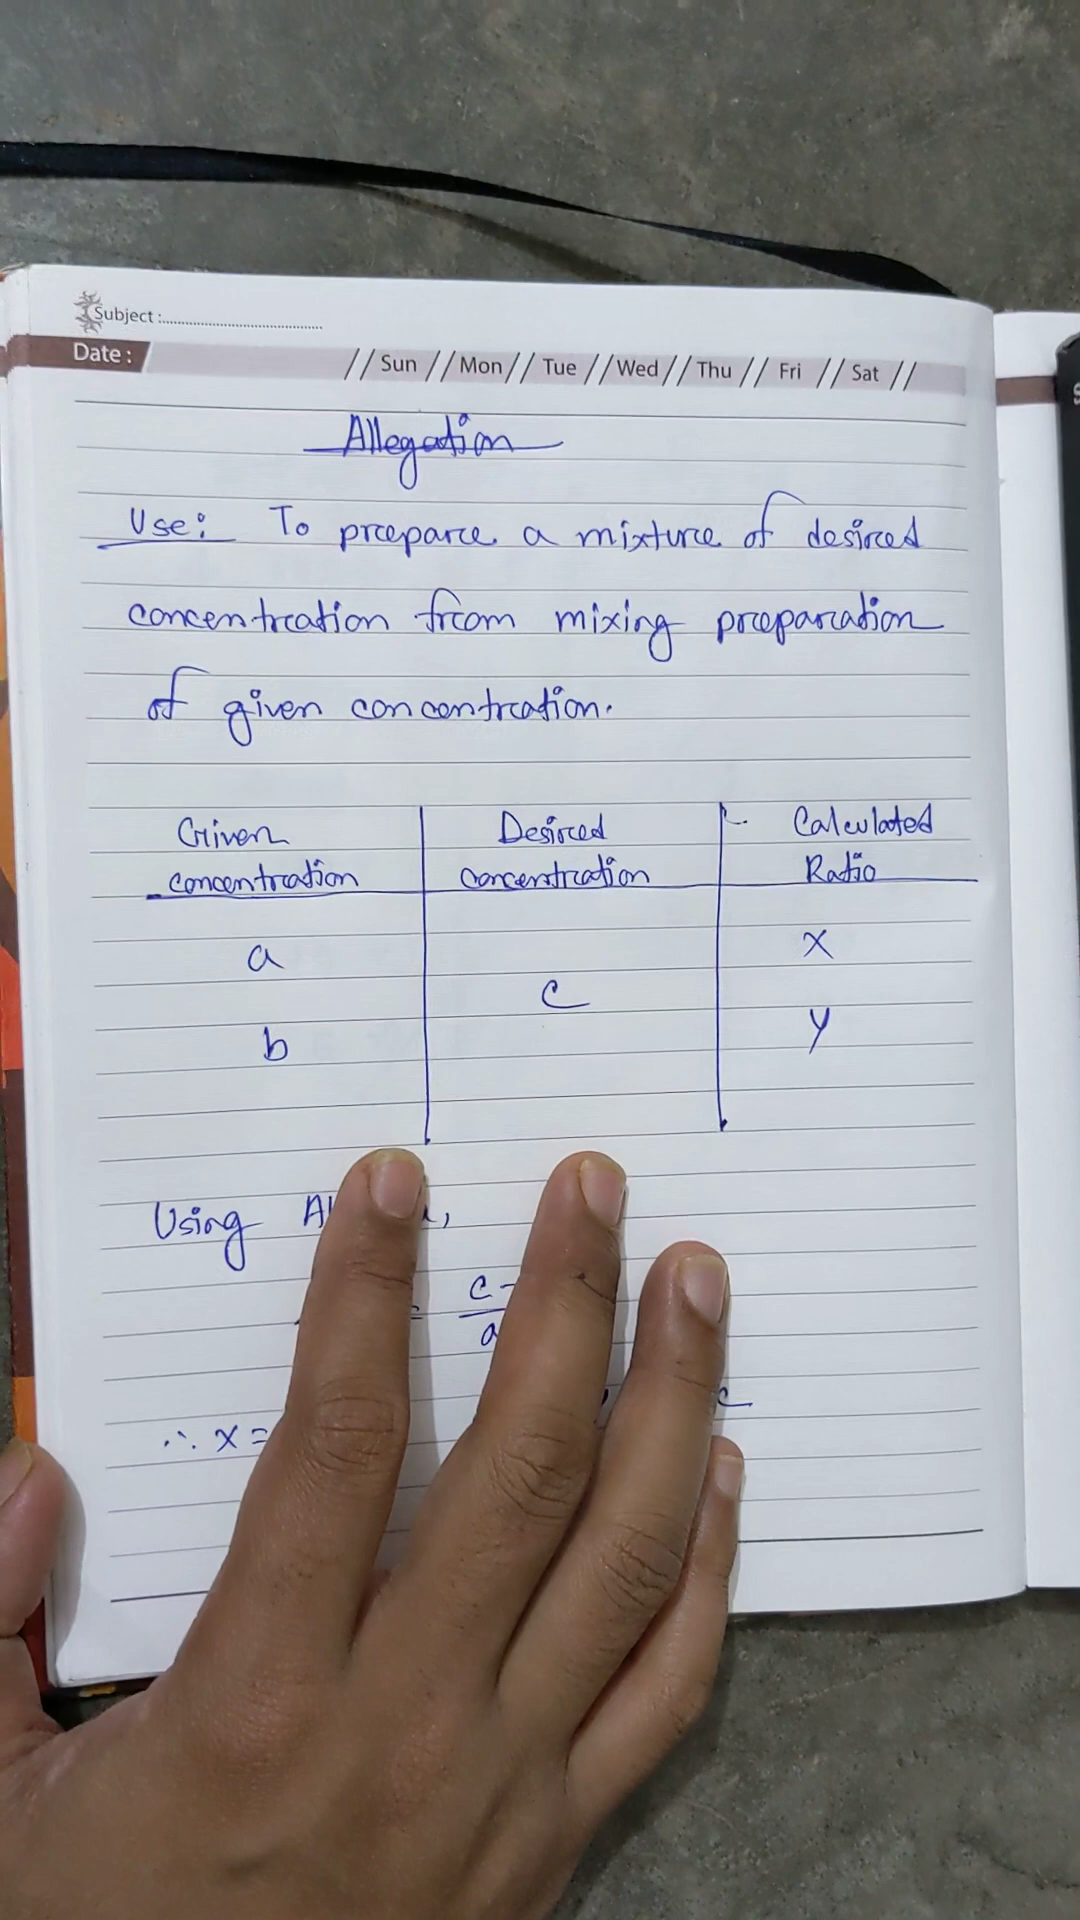 Subject :
Date :
// Sun // Mon // Tue // Wed // Thu // Fri // Sat //
Allegation
Use: To prepare a mixture of desired
concentration from mixing preparation
of given concentration.
Given concentration
Desired concentration
Calculated Ratio
a
x
c
b
y
Using
= c -
a
∴ x =
c